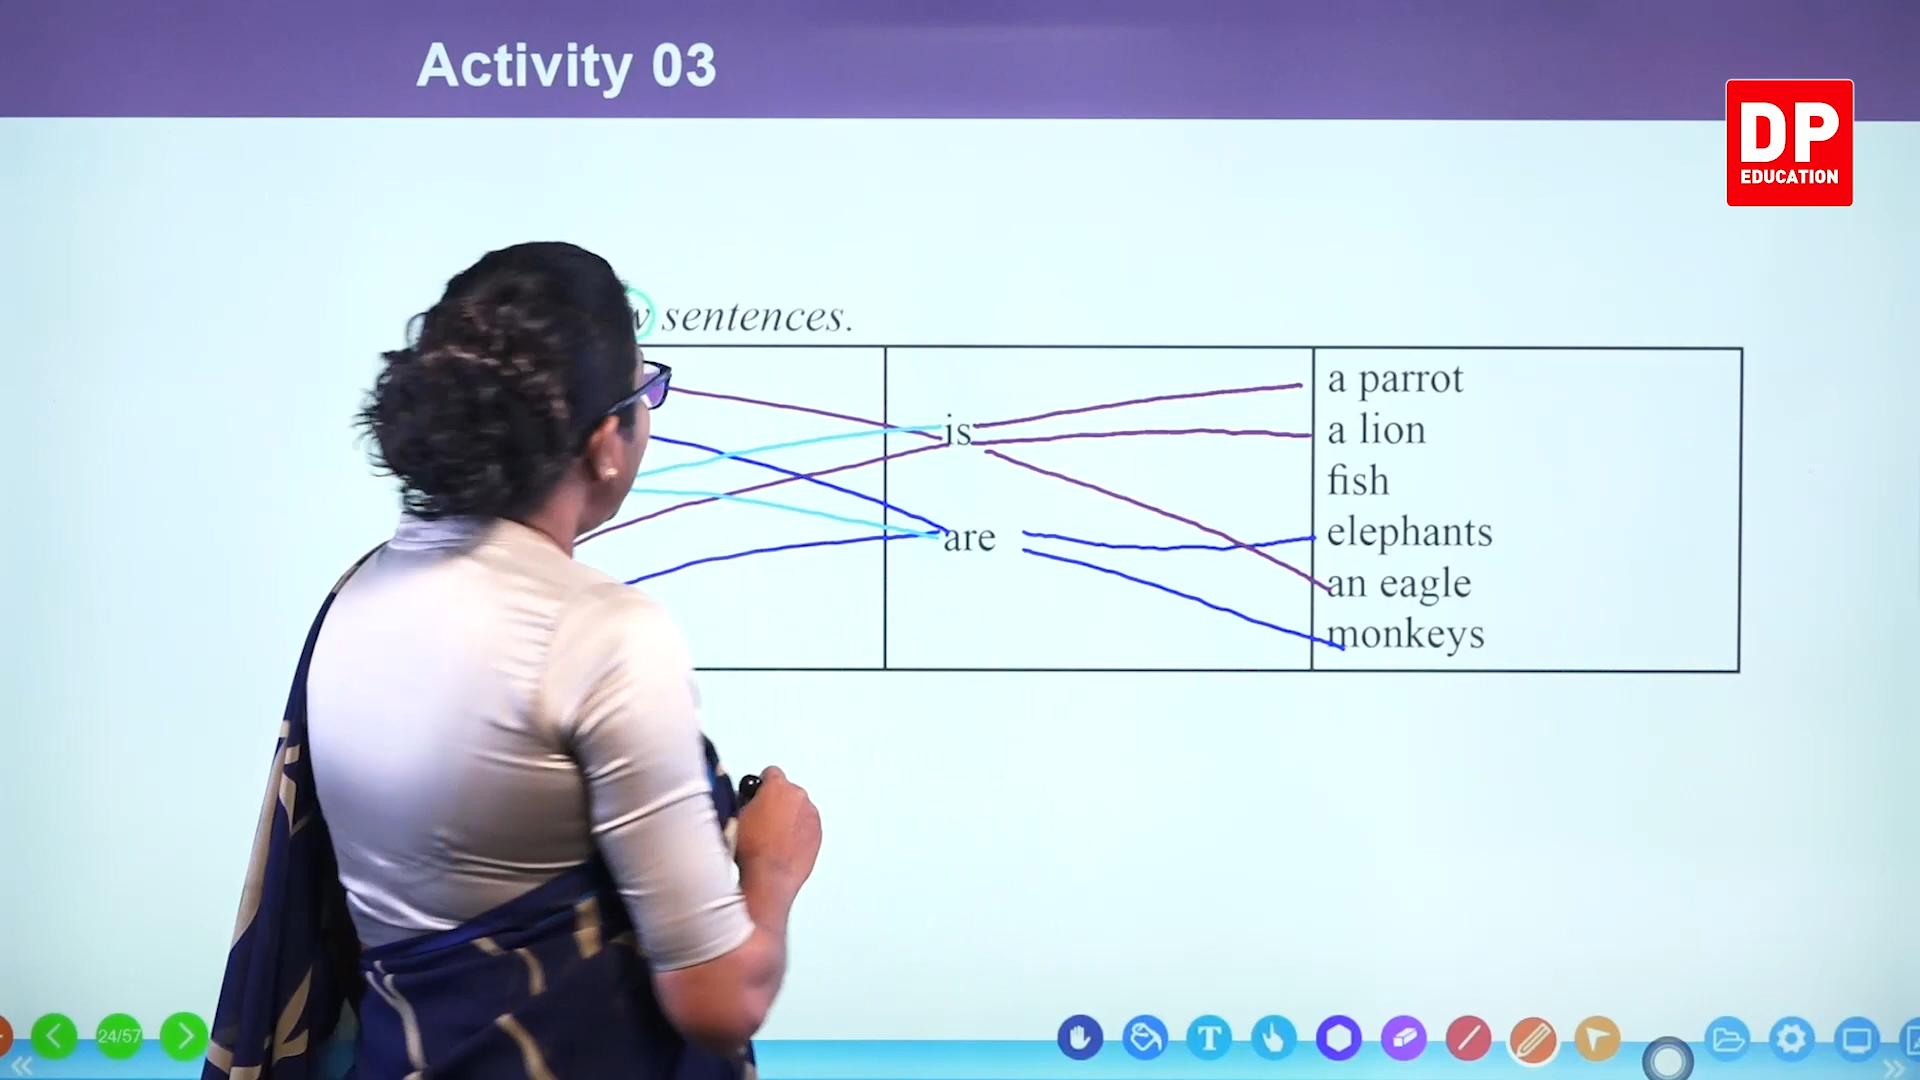 Activity 03
DP
EDUCATION
sentences.
a parrot
is
a lion
fish
are
elephants
an eagle
monkeys
24/57
T